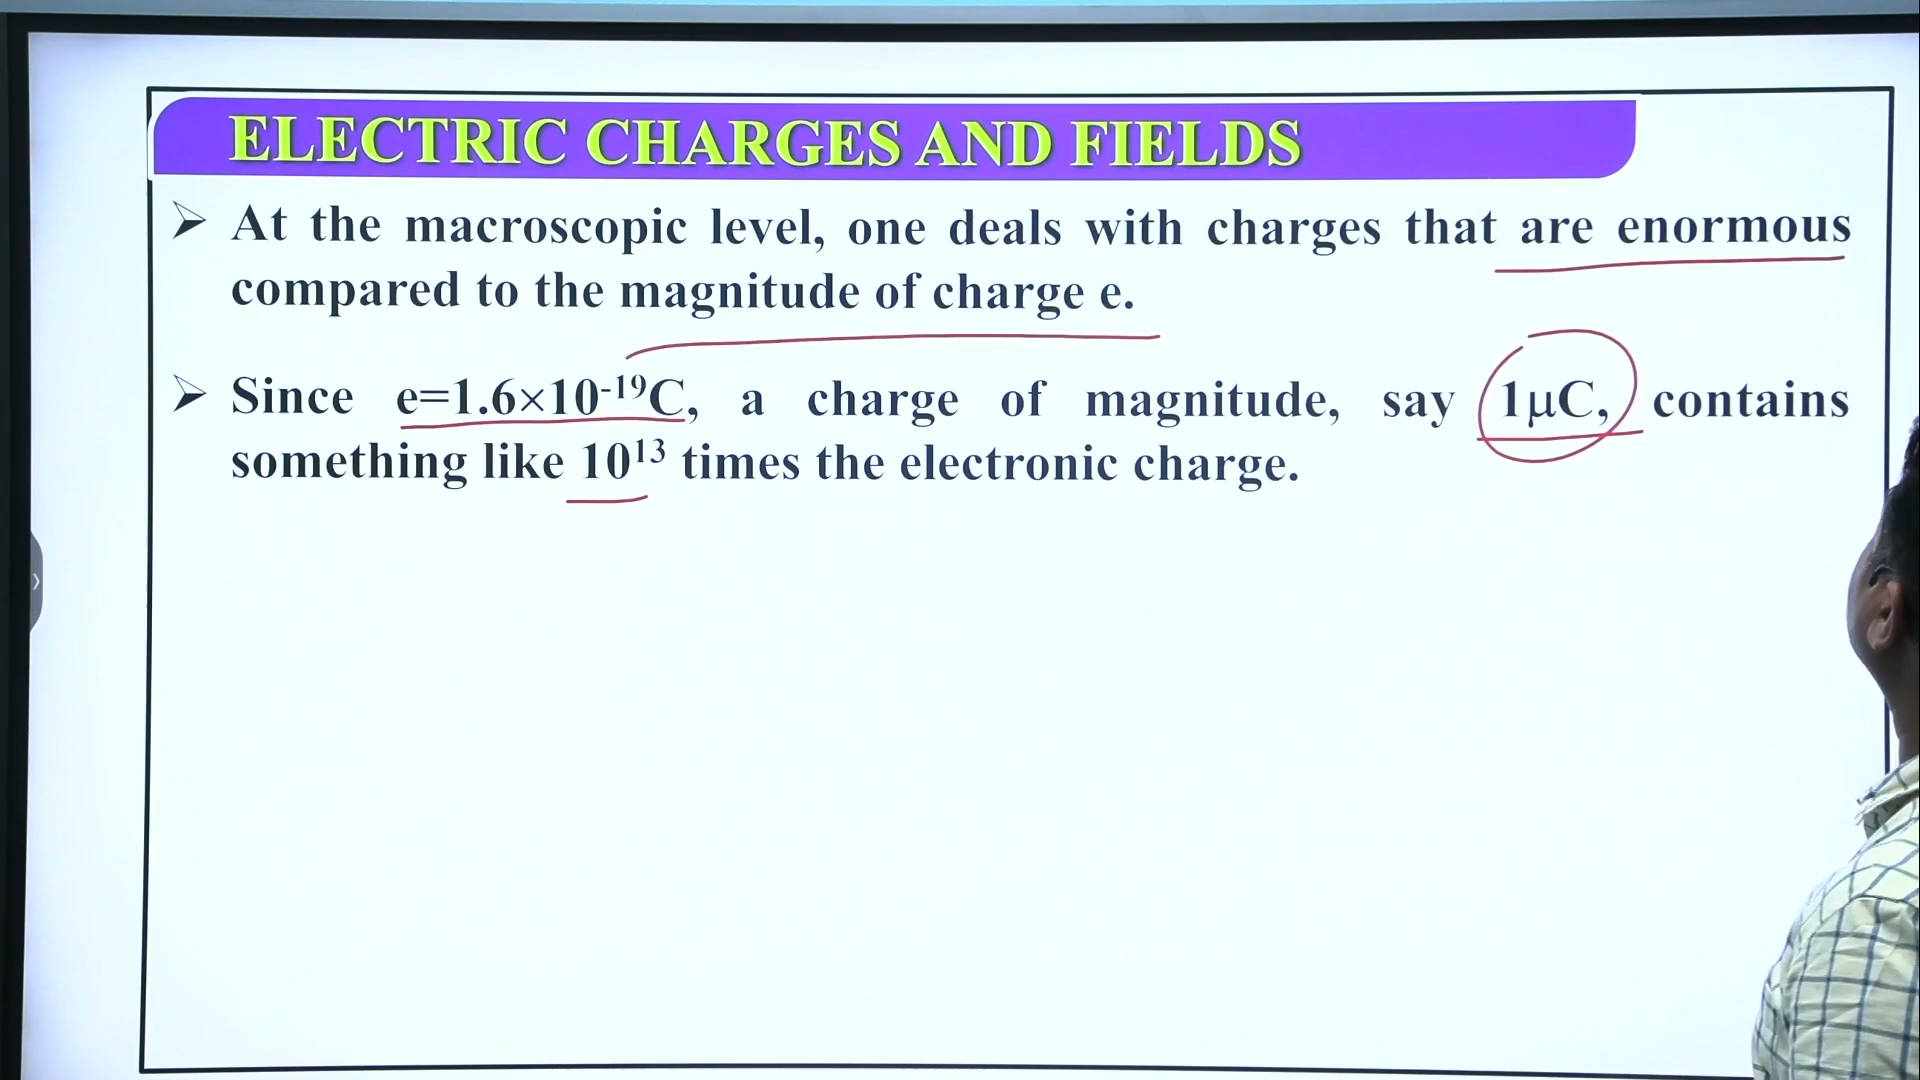 ELECTRIC CHARGES AND FIELDS
➢ At the macroscopic level, one deals with charges that are enormous
compared to the magnitude of charge e.
➢ Since e=1.6×10⁻¹⁹C, a charge of magnitude, say 1μC, contains
something like 10¹³ times the electronic charge.